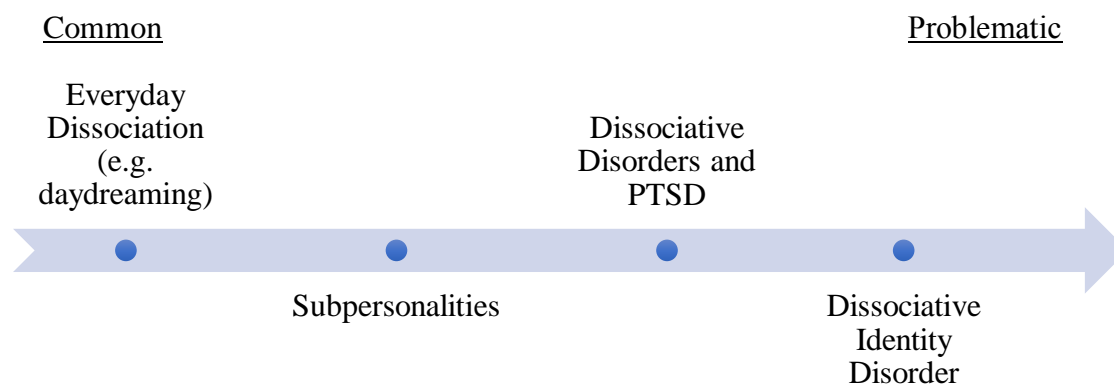 Common
Problematic
Everyday
Dissociation
(e.g.
daydreaming)
Subpersonalities
Dissociative
Disorders and
PTSD
Dissociative
Identity
Disorder